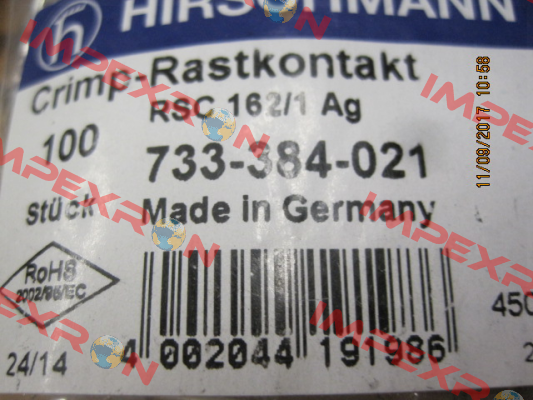 h HIRSCHMANN
Crimp-Rastkontakt
RSC 162/1 Ag
100 733-384-021
stück Made in Germany
RoHS
2002/95/EC
450
24/14
4 002044 191986
2
11/09/2017 10:56
IMPEXRON
IMPEXRON
IMPEXRON
IMPEXRON
IMPEXRON